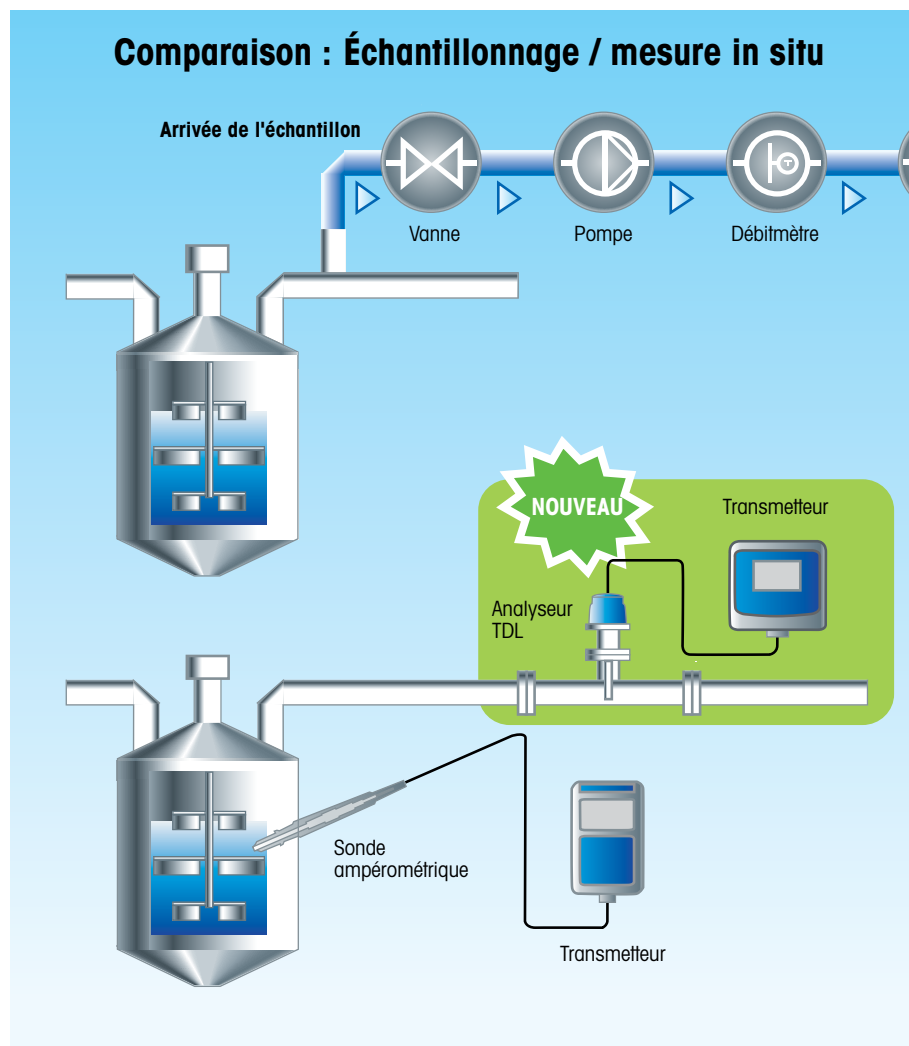 Comparaison : Échantillonnage / mesure in situ
Arrivée de l'échantillon
Vanne
Pompe
Débitmètre
T
NOUVEAU
Transmetteur
Analyseur
TDL
Sonde
ampérométrique
Transmetteur